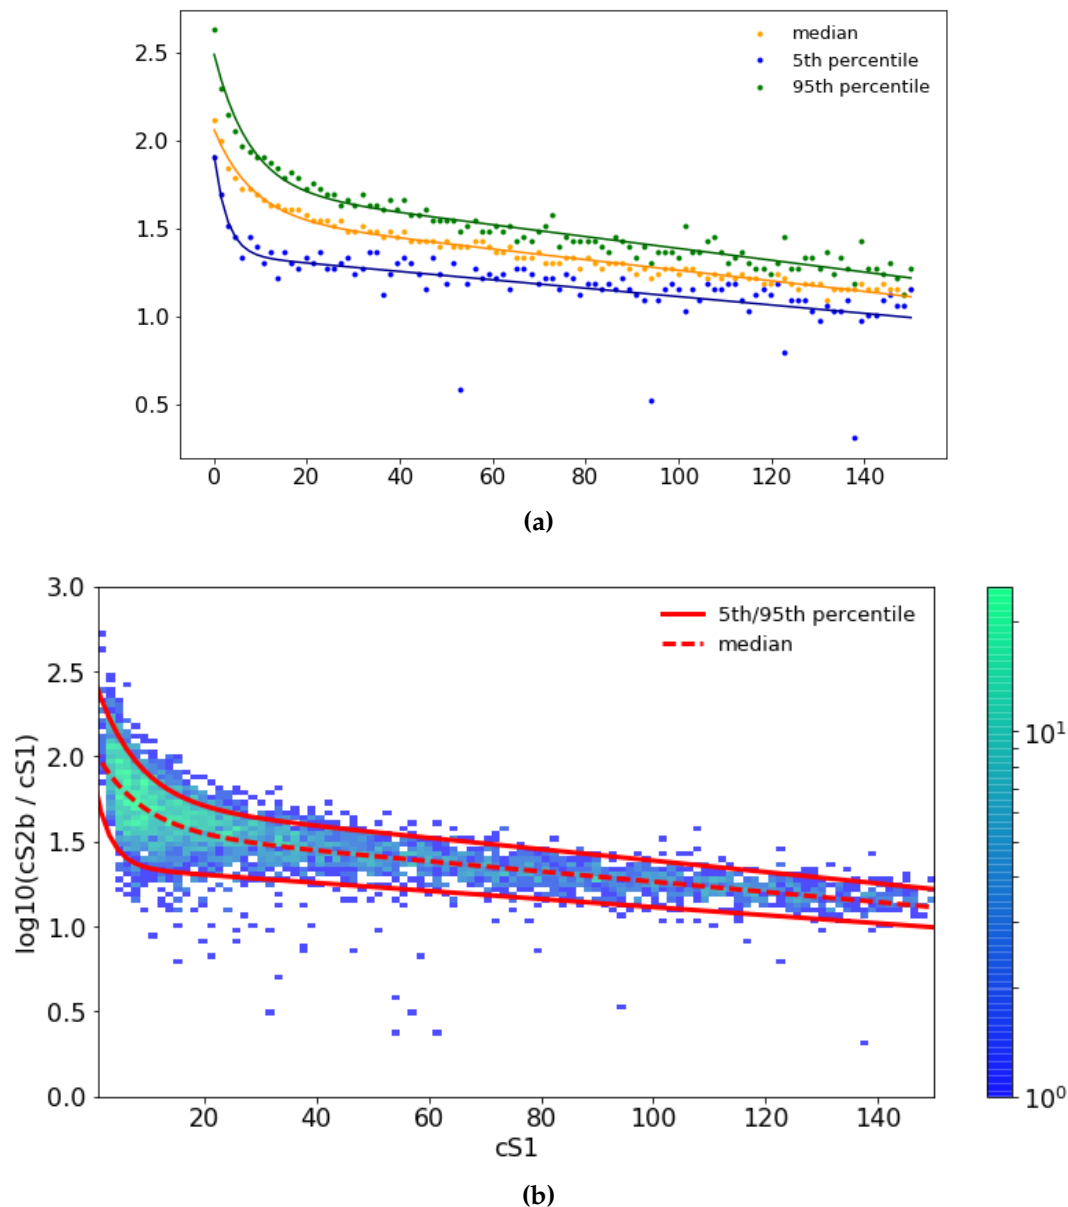 median
5th percentile
95th percentile
2.5
2.0
1.5
1.0
0.5
0 20 40 60 80 100 120 140
(a)
3.0
2.5
2.0
1.5
1.0
0.5
0.0
log10(cS2b / cS1)
5th/95th percentile
median
10¹
10⁰
20 40 60 80 100 120 140
cS1
(b)